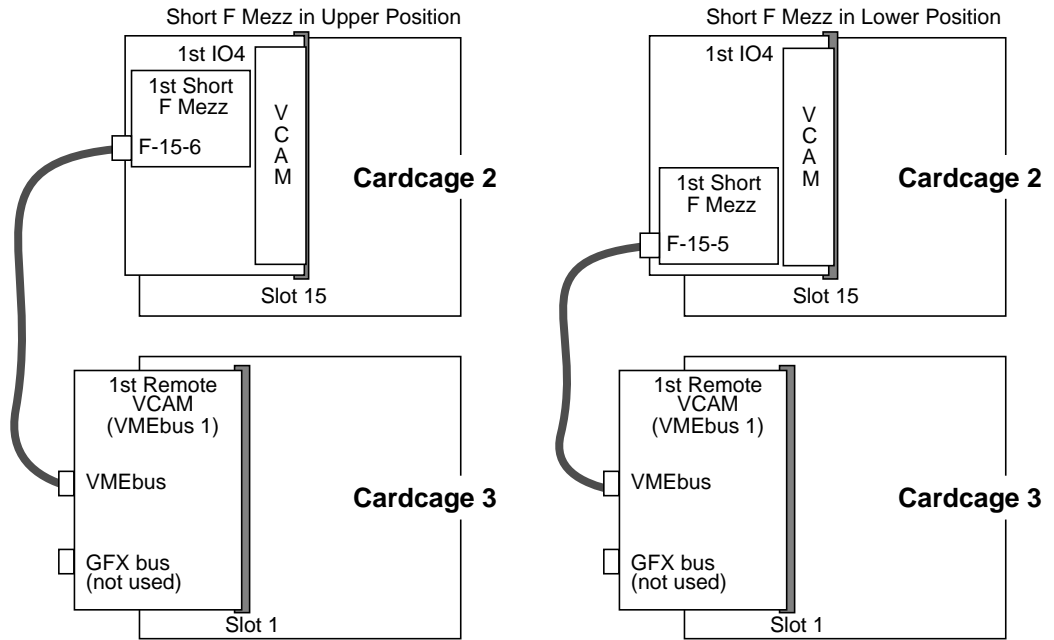 Short F Mezz in Upper Position
1st IO4
1st Short
F Mezz
F-15-6
V
C
A
M
Cardcage 2
Slot 15
1st Remote
VCAM
(VMEbus 1)
VMEbus
Cardcage 3
GFX bus
(not used)
Slot 1
Short F Mezz in Lower Position
1st IO4
V
C
A
M
1st Short
F Mezz
F-15-5
Cardcage 2
Slot 15
1st Remote
VCAM
(VMEbus 1)
VMEbus
Cardcage 3
GFX bus
(not used)
Slot 1